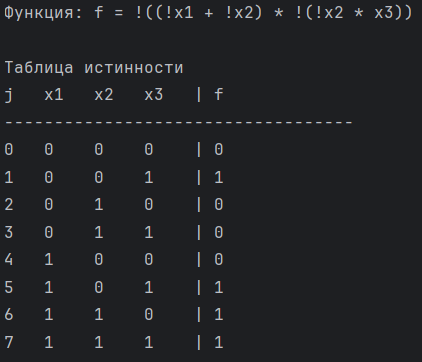 Функция: f = !((!x1 + !x2) * !(!x2 * x3))
Таблица истинности
j   x1   x2   x3   | f
-----------------------------------
0   0    0    0    | 0
1   0    0    1    | 1
2   0    1    0    | 0
3   0    1    1    | 0
4   1    0    0    | 0
5   1    0    1    | 1
6   1    1    0    | 1
7   1    1    1    | 1